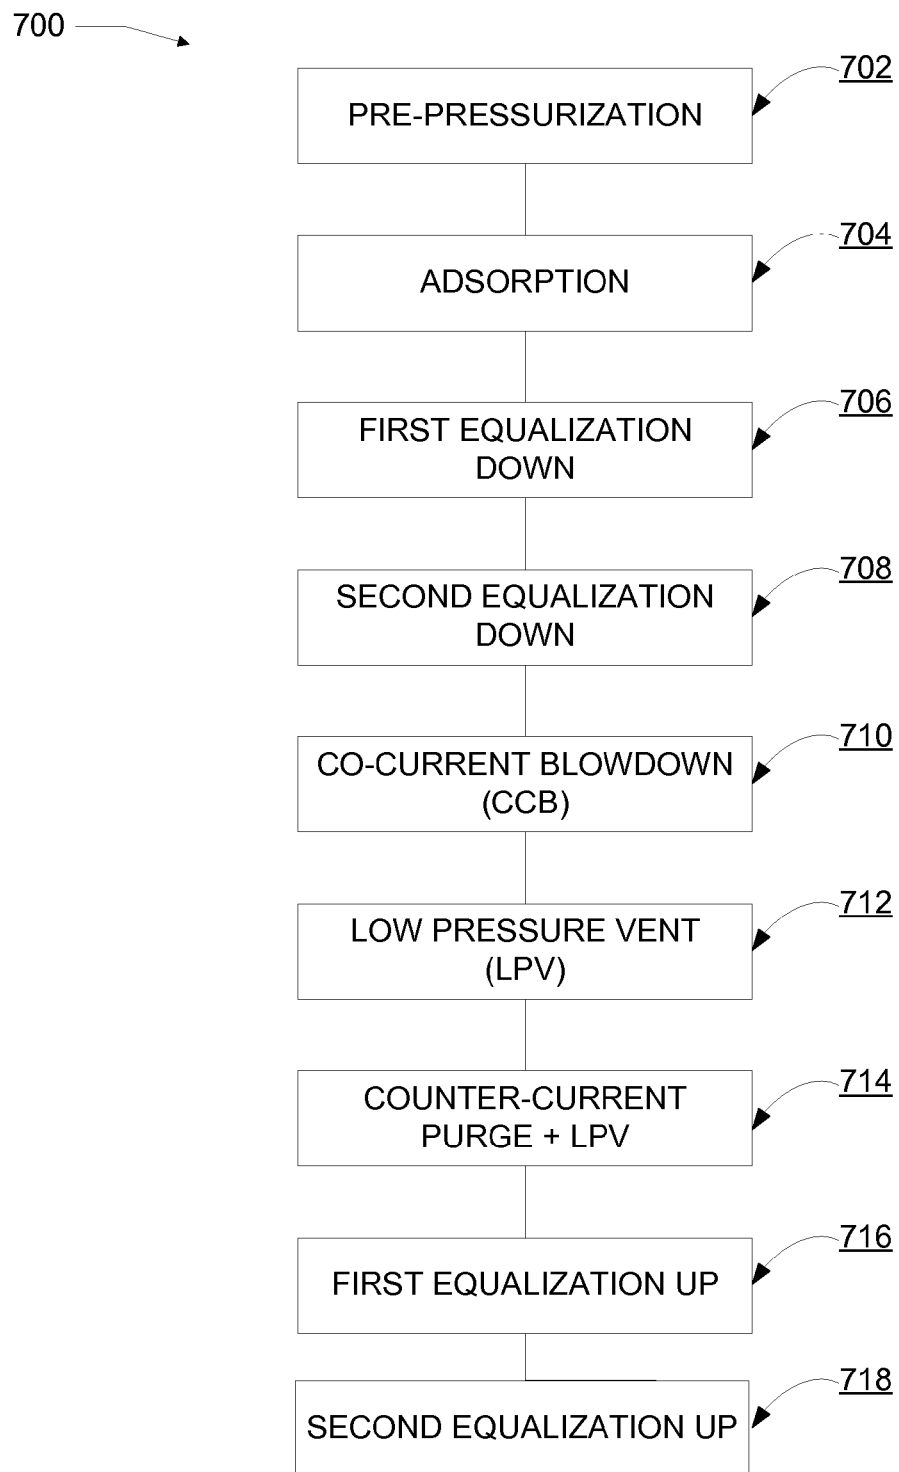 700
702
PRE-PRESSURIZATION
704
ADSORPTION
706
FIRST EQUALIZATION
DOWN
708
SECOND EQUALIZATION
DOWN
710
CO-CURRENT BLOWDOWN
(CCB)
712
LOW PRESSURE VENT
(LPV)
714
COUNTER-CURRENT
PURGE + LPV
716
FIRST EQUALIZATION UP
718
SECOND EQUALIZATION UP